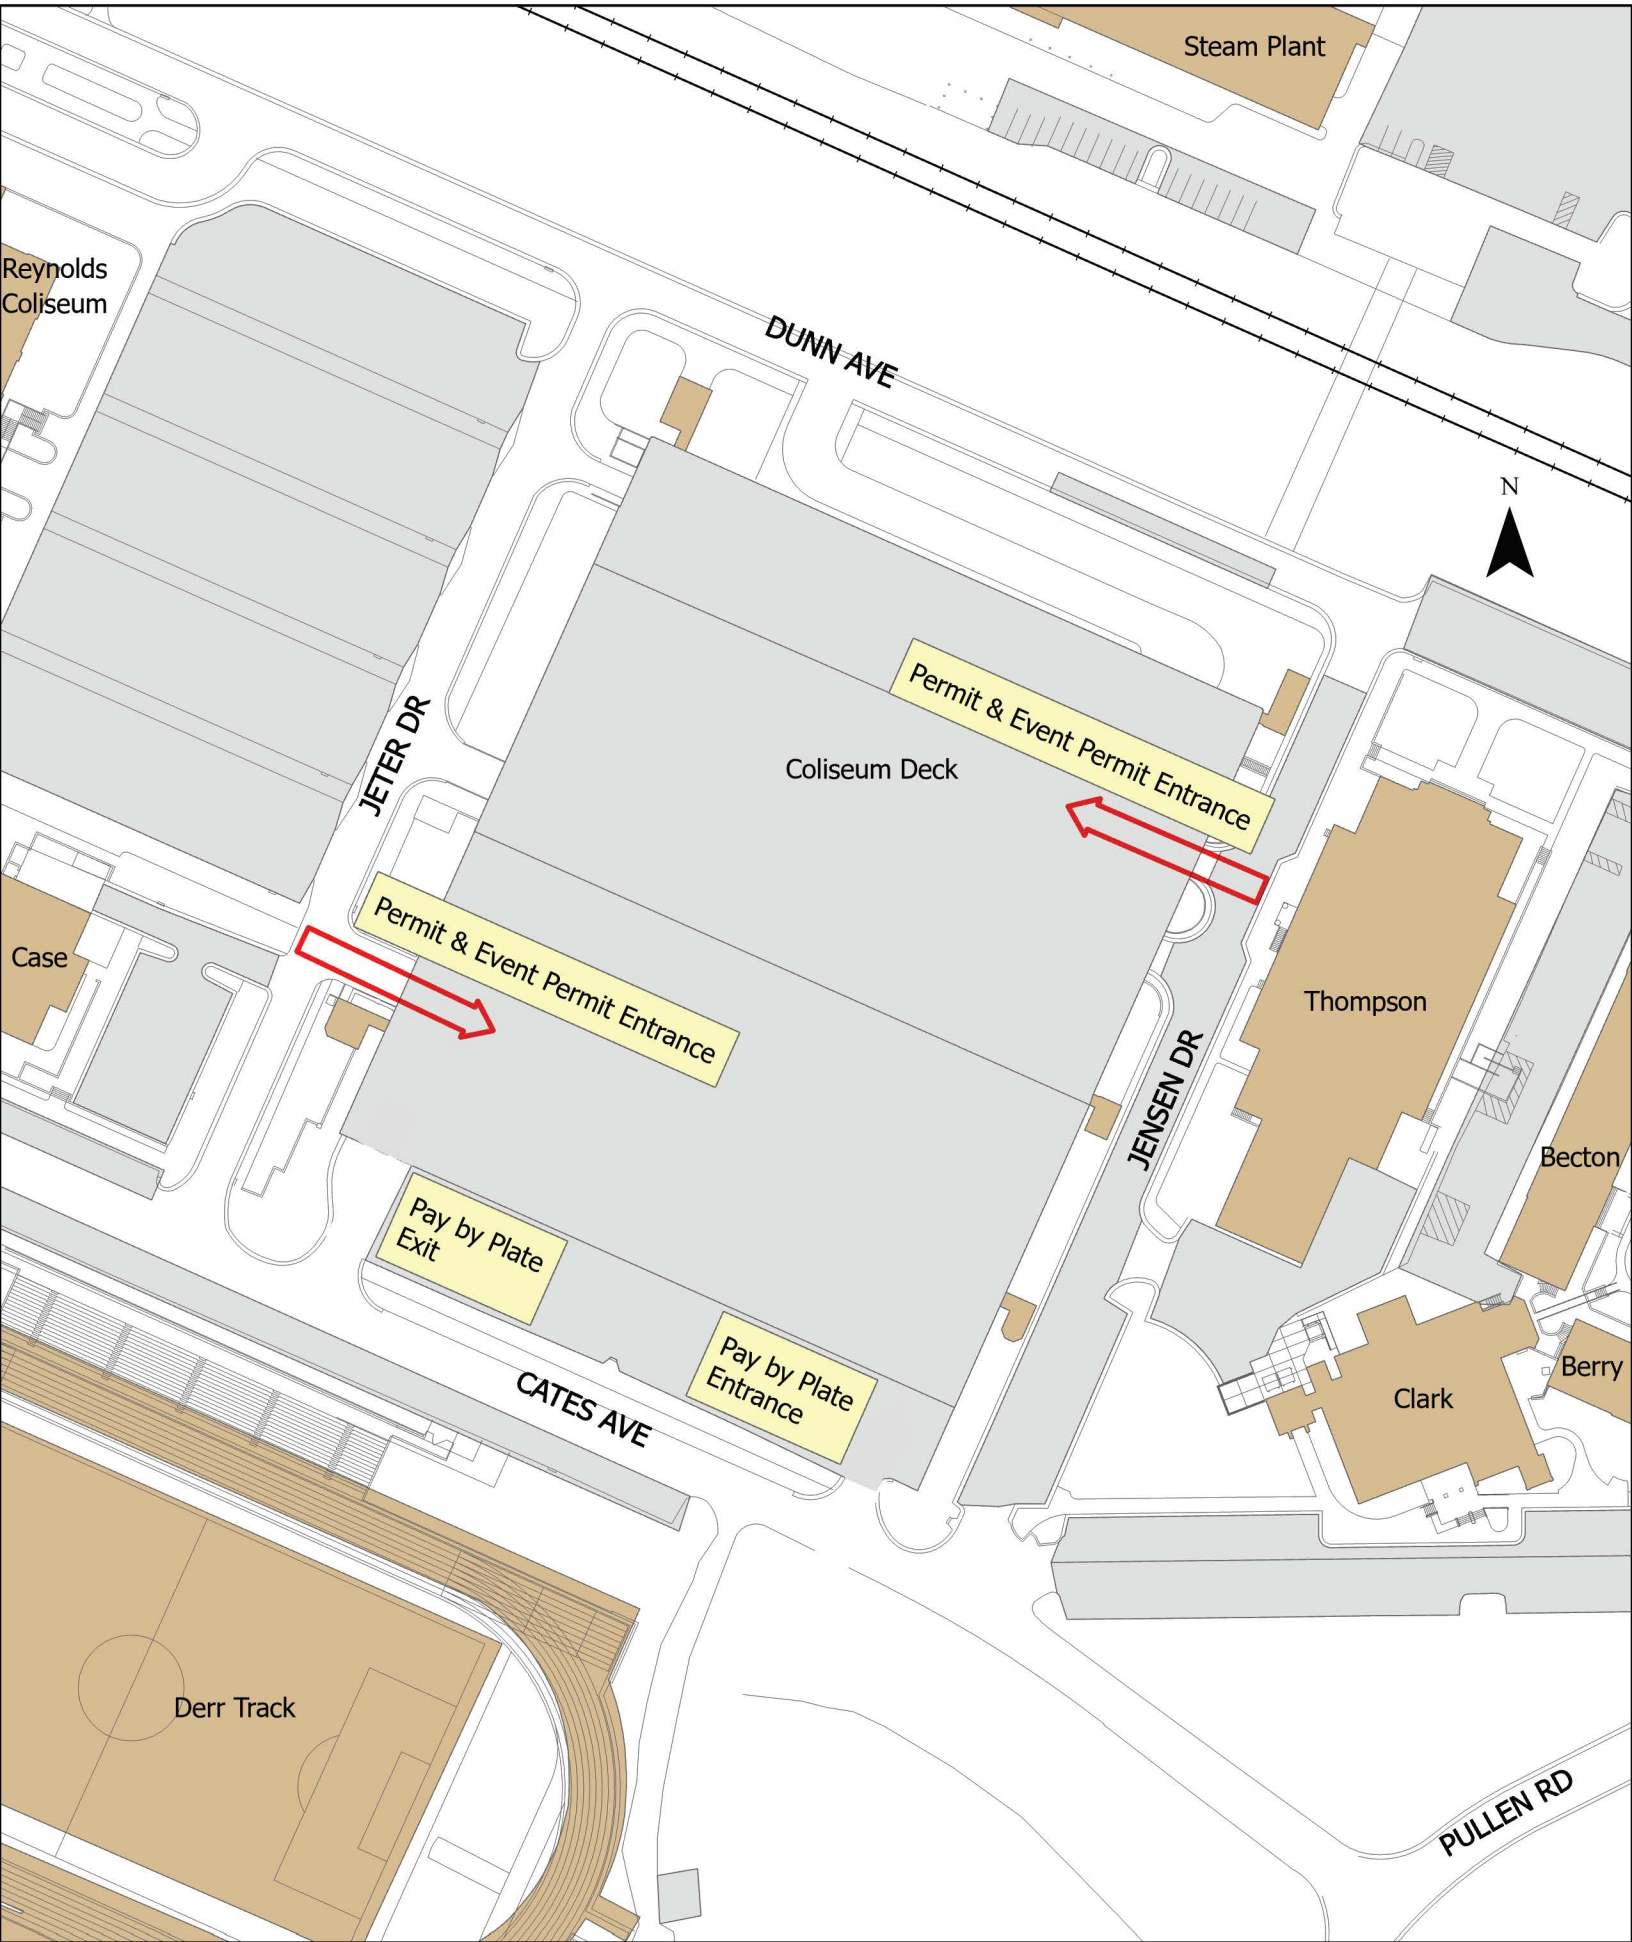 Steam Plant
Reynolds
Coliseum
DUNN AVE
N
Permit & Event Permit Entrance
Coliseum Deck
JETER DR
Permit & Event Permit Entrance
Case
Thompson
JENSEN DR
Becton
Pay by Plate
Exit
Pay by Plate
Entrance
CATES AVE
Berry
Clark
Derr Track
PULLEN RD